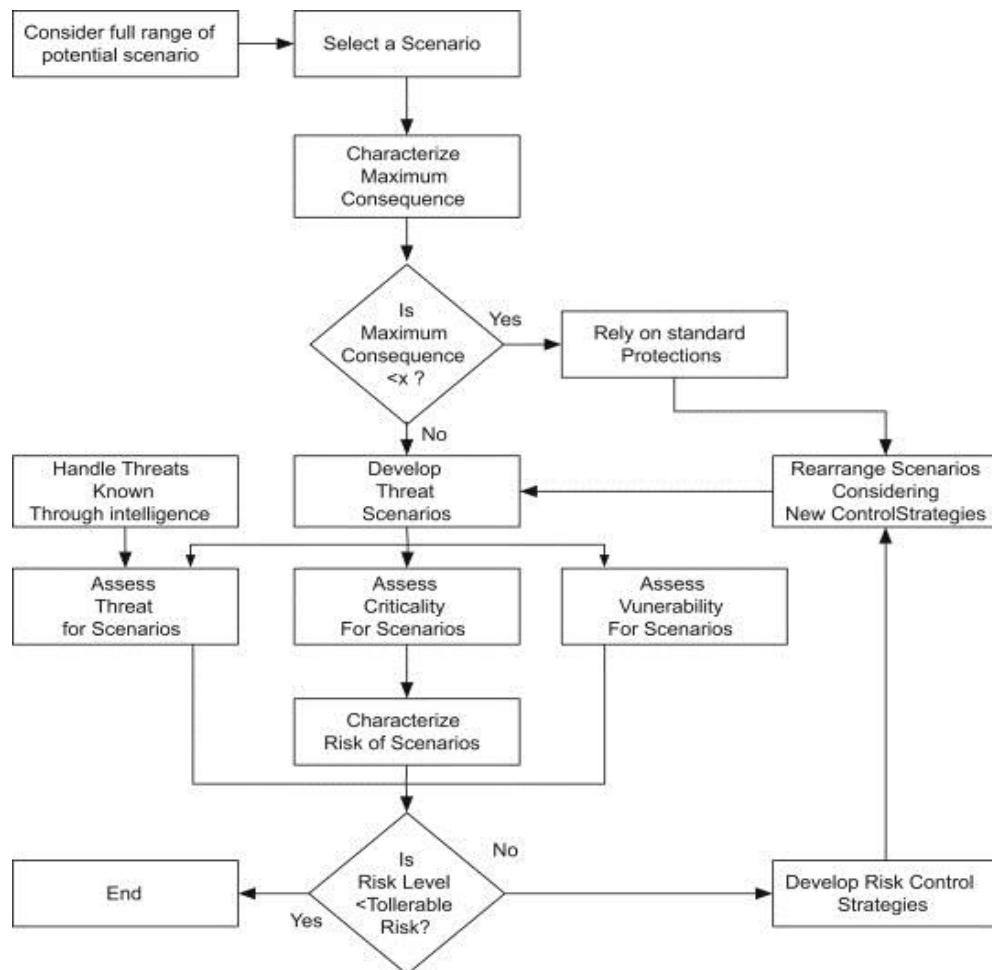 Consider full range of
potential scenario
Select a Scenario
Characterize
Maximum
Consequence
Is
Maximum
Consequence
<x ?
Yes
Rely on standard
Protections
No
Handle Threats
Known
Through intelligence
Develop
Threat
Scenarios
Rearrange Scenarios
Considering
New ControlStrategies
Assess
Threat
for Scenarios
Assess
Criticality
For Scenarios
Assess
Vunerability
For Scenarios
Characterize
Risk of Scenarios
Is
Risk Level
<Tollerable
Risk?
No
Yes
End
Develop Risk Control
Strategies